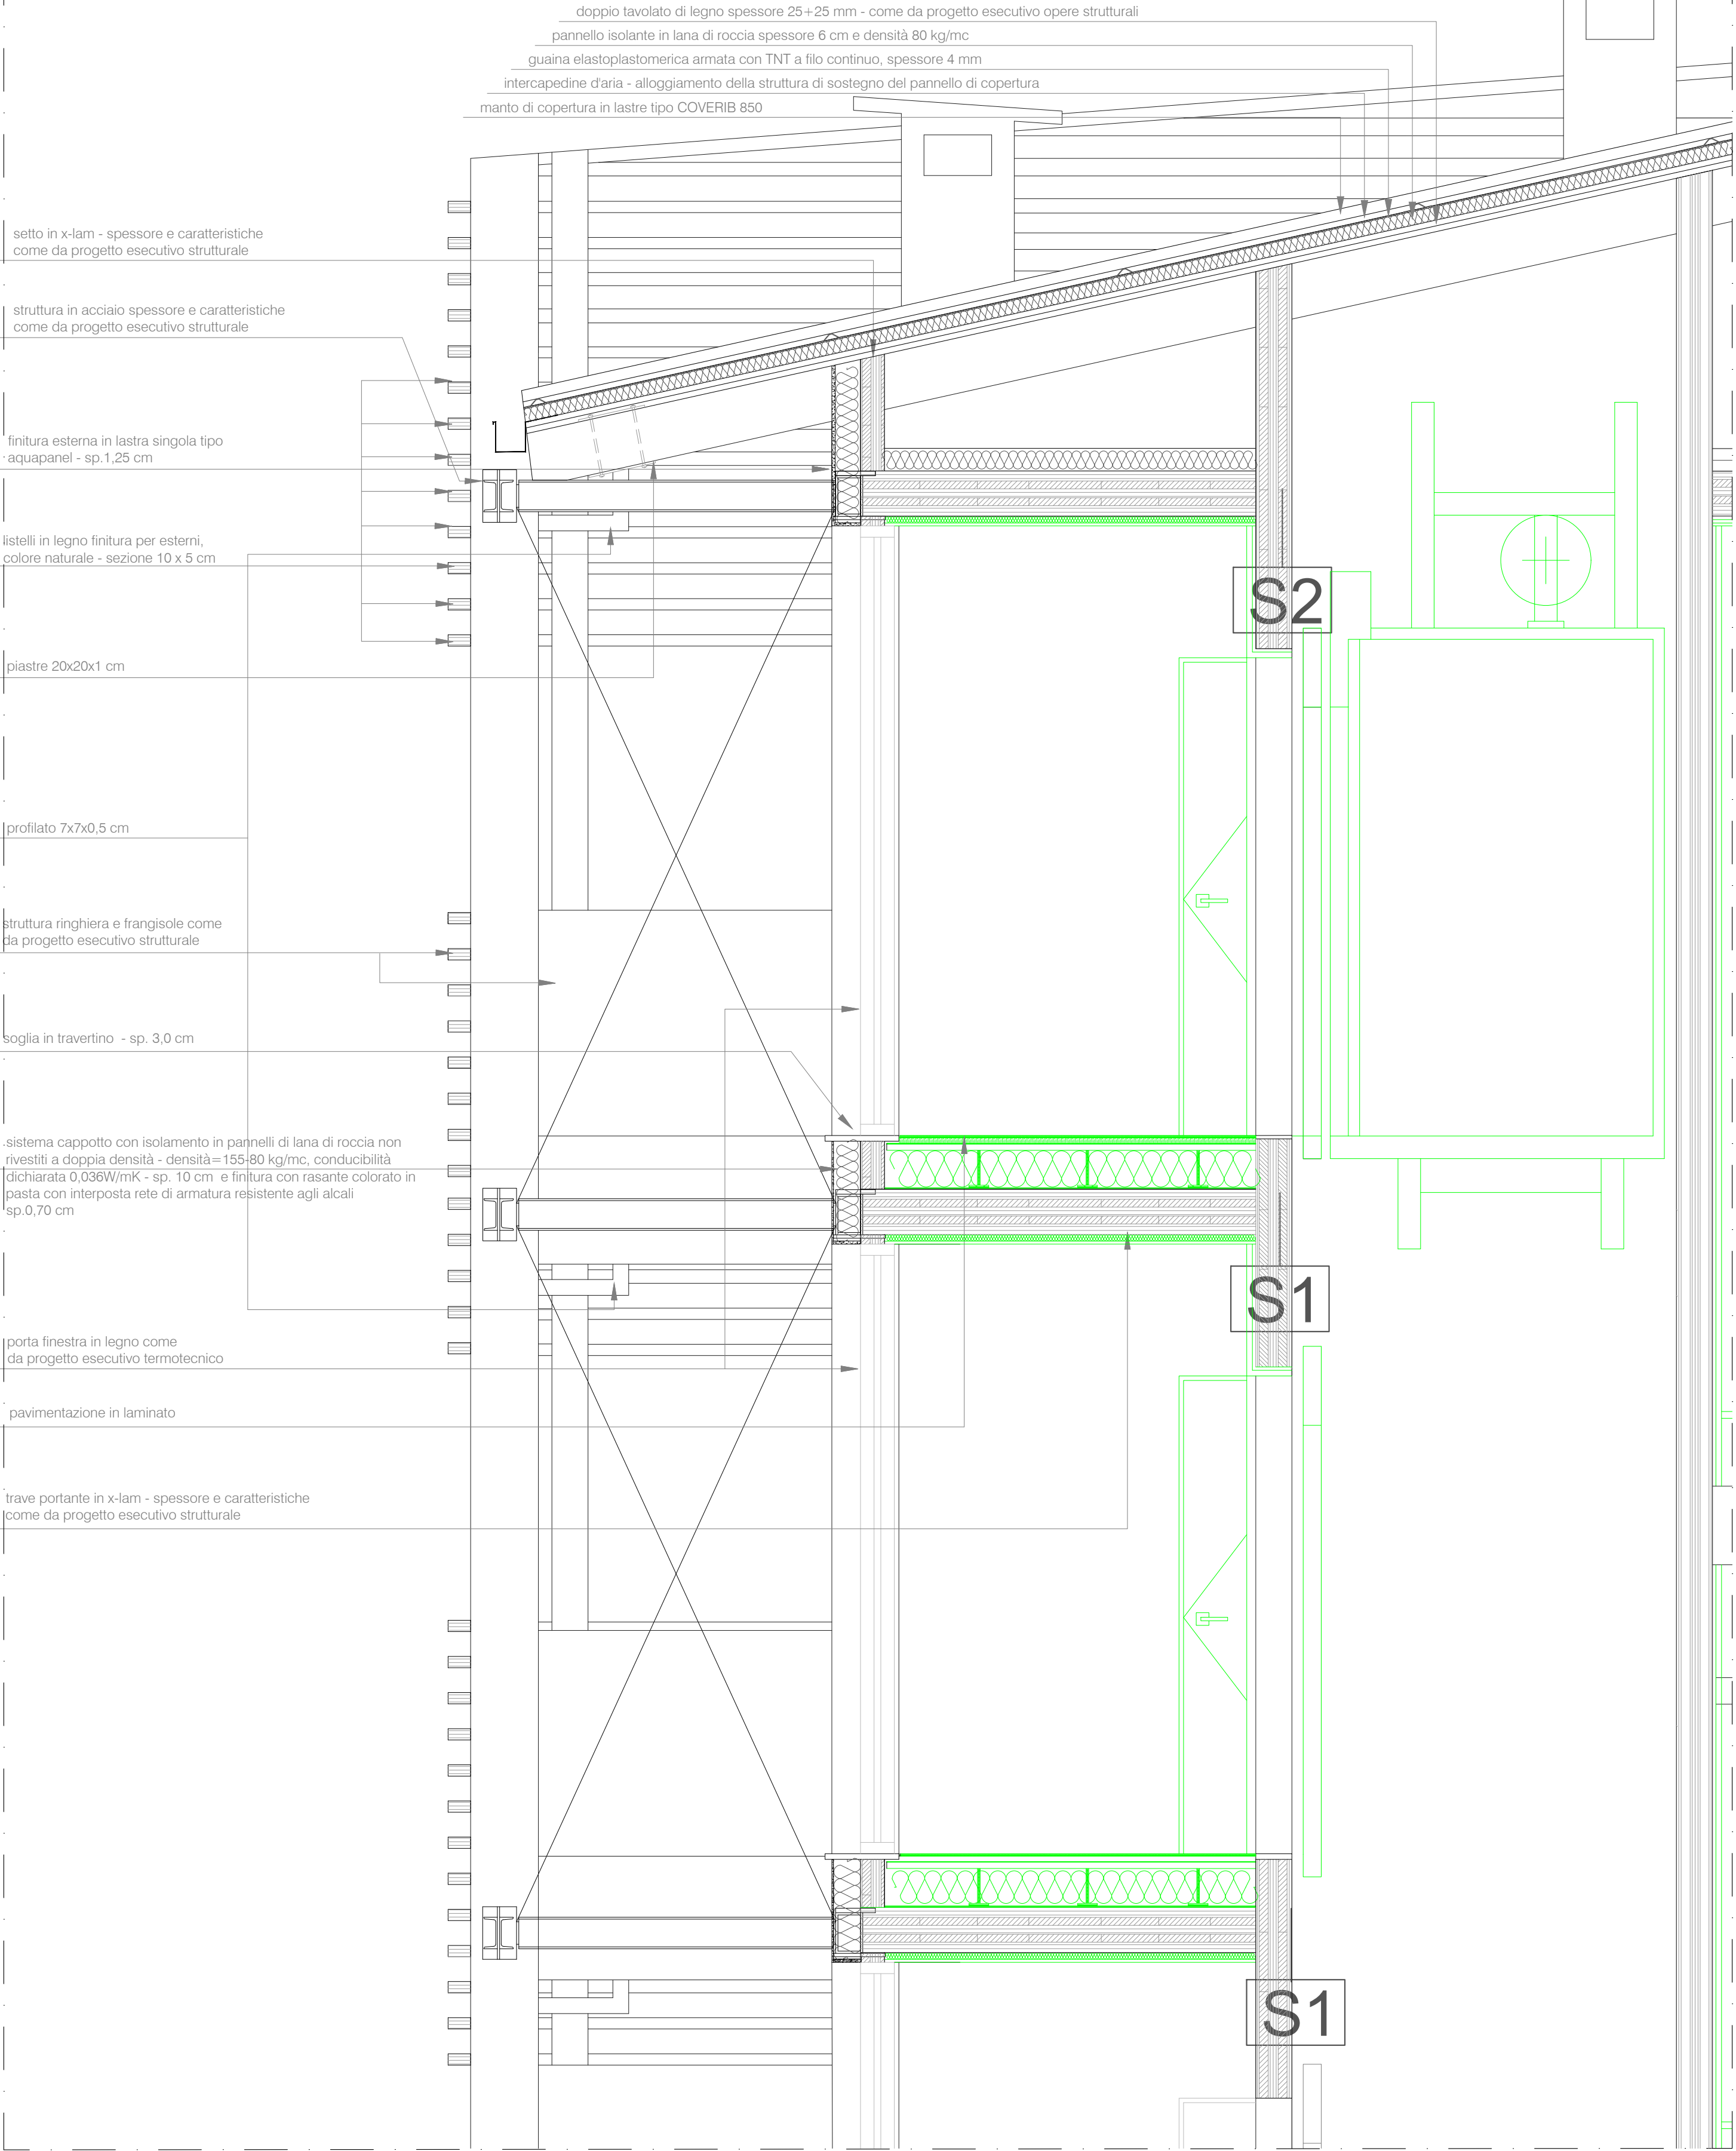 doppio tavolato di legno spessore 25+25 mm - come da progetto esecutivo opere strutturali
pannello isolante in lana di roccia spessore 6 cm e densità 80 kg/mc
guaina elastoplastomerica armata con TNT a filo continuo, spessore 4 mm
intercapedine d'aria - alloggiamento della struttura di sostegno del pannello di copertura
manto di copertura in lastre tipo COVERIB 850
setto in x-lam - spessore e caratteristiche
come da progetto esecutivo strutturale
struttura in acciaio spessore e caratteristiche
come da progetto esecutivo strutturale
finitura esterna in lastra singola tipo
aquapanel - sp.1,25 cm
listelli in legno finitura per esterni,
colore naturale - sezione 10 x 5 cm
S2
piastre 20x20x1 cm
profilato 7x7x0,5 cm
struttura ringhiera e frangisole come
da progetto esecutivo strutturale
soglia in travertino - sp. 3,0 cm
sistema cappotto con isolamento in pannelli di lana di roccia non
rivestiti a doppia densità - densità=155-80 kg/mc, conducibilità
dichiarata 0,036W/mK - sp. 10 cm e finitura con rasante colorato in
pasta con interposta rete di armatura resistente agli alcali
sp.0,70 cm
S1
porta finestra in legno come
da progetto esecutivo termotecnico
pavimentazione in laminato
trave portante in x-lam - spessore e caratteristiche
come da progetto esecutivo strutturale
S1